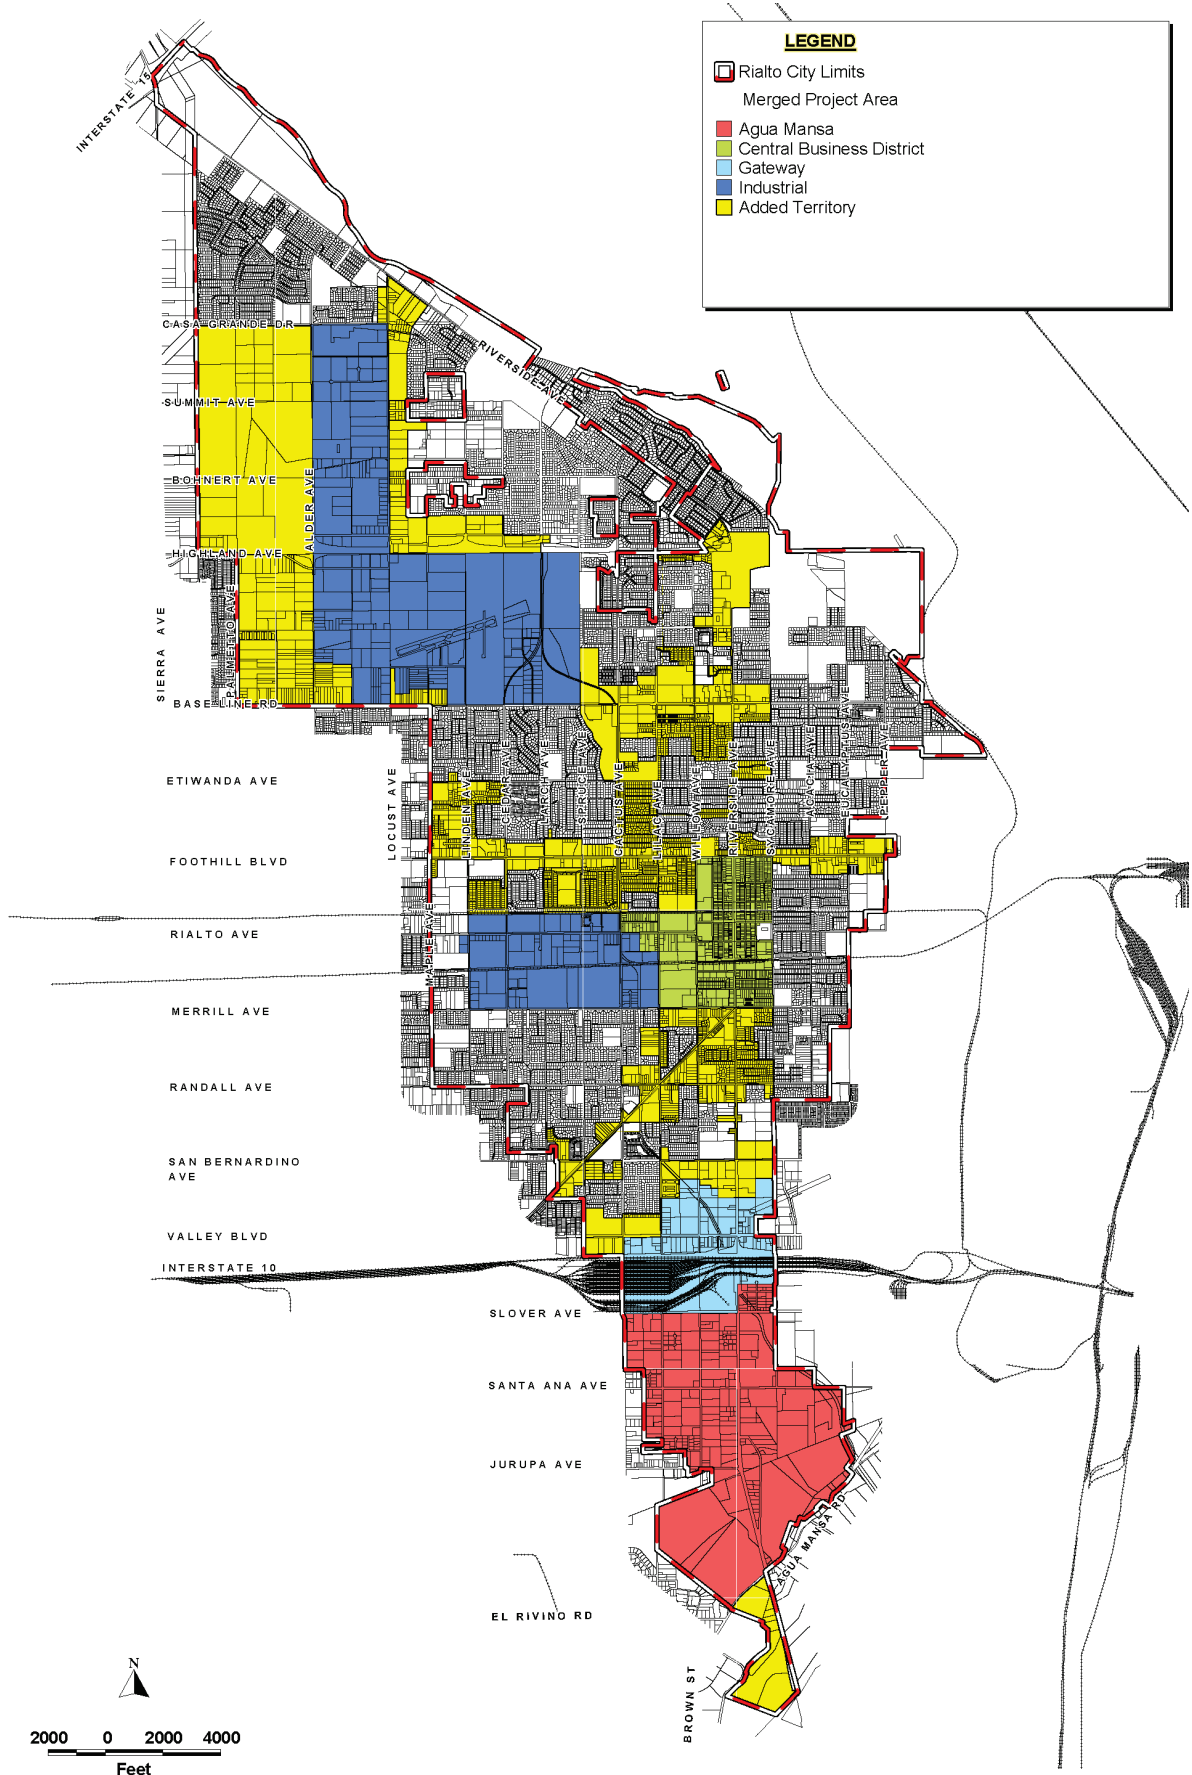 LEGEND
Rialto City Limits
Merged Project Area
Agua Mansa
Central Business District
Gateway
Industrial
Added Territory
INTERSTATE 15
CASA GRANDE DR
RIVERSIDE AVE
SUMMIT AVE
BOHNERT AVE
ALDER AVE
HIGHLAND AVE
PALMETTO AVE
SIERRA AVE
BASE LINE RD
ETIWANDA AVE
LOCUST AVE
LINDEN AVE
CEDAR AVE
LARCH AVE
SPRUCE AVE
CACTUS AVE
LILAC AVE
WILLOW AVE
RIVERSIDE AVE
SYCAMORE AVE
ACACIA AVE
EUCALYPTUS AVE
PEPPER AVE
FOOTHILL BLVD
MAPLE AVE
RIALTO AVE
MERRILL AVE
RANDALL AVE
SAN BERNARDINO
AVE
VALLEY BLVD
INTERSTATE 10
SLOVER AVE
SANTA ANA AVE
JURUPA AVE
AGUA MANSA RD
EL RIVINO RD
BROWN ST
N
2000 0 2000 4000
Feet